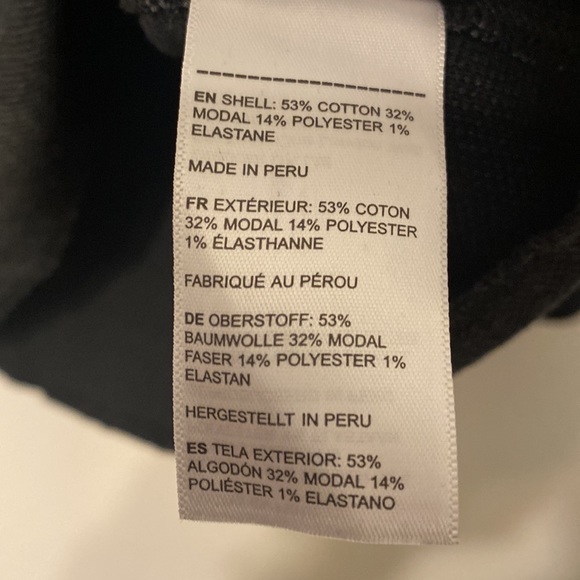 EN SHELL: 53% COTTON 32%
MODAL 14% POLYESTER 1%
ELASTANE
MADE IN PERU
FR EXTÉRIEUR: 53% COTON
32% MODAL 14% POLYESTER
1% ÉLASTHANNE
FABRIQUÉ AU PÉROU
DE OBERSTOFF: 53%
BAUMWOLLE 32% MODAL
FASER 14% POLYESTER 1%
ELASTAN
HERGESTELLT IN PERU
ES TELA EXTERIOR: 53%
ALGODÓN 32% MODAL 14%
POLIÉSTER 1% ELASTANO